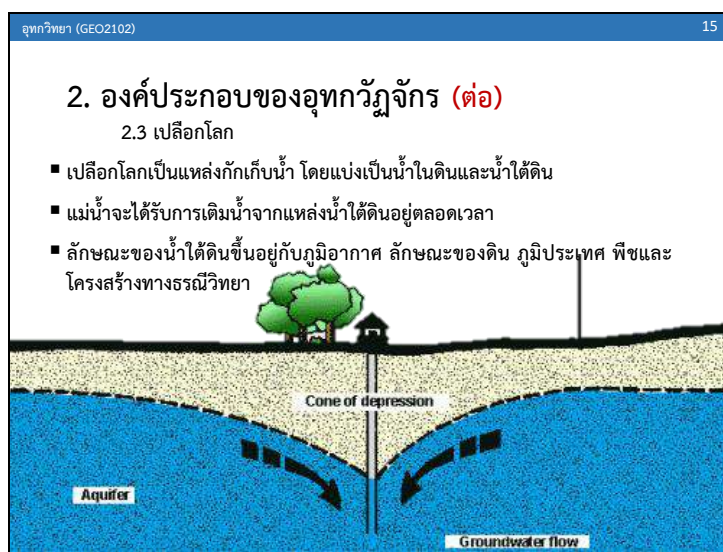 อุทกวิทยา (GEO2102)
15
2. องค์ประกอบของอุทกวัฏจักร (ต่อ)
2.3 เปลือกโลก
▪ เปลือกโลกเป็นแหล่งกักเก็บน้ำ โดยแบ่งเป็นน้ำในดินและน้ำใต้ดิน
▪ แม่น้ำจะได้รับการเติมน้ำจากแหล่งน้ำใต้ดินอยู่ตลอดเวลา
▪ ลักษณะของน้ำใต้ดินขึ้นอยู่กับภูมิอากาศ ลักษณะของดิน ภูมิประเทศ พืชและ
โครงสร้างทางธรณีวิทยา
Cone of depression
Aquifer
Groundwater flow